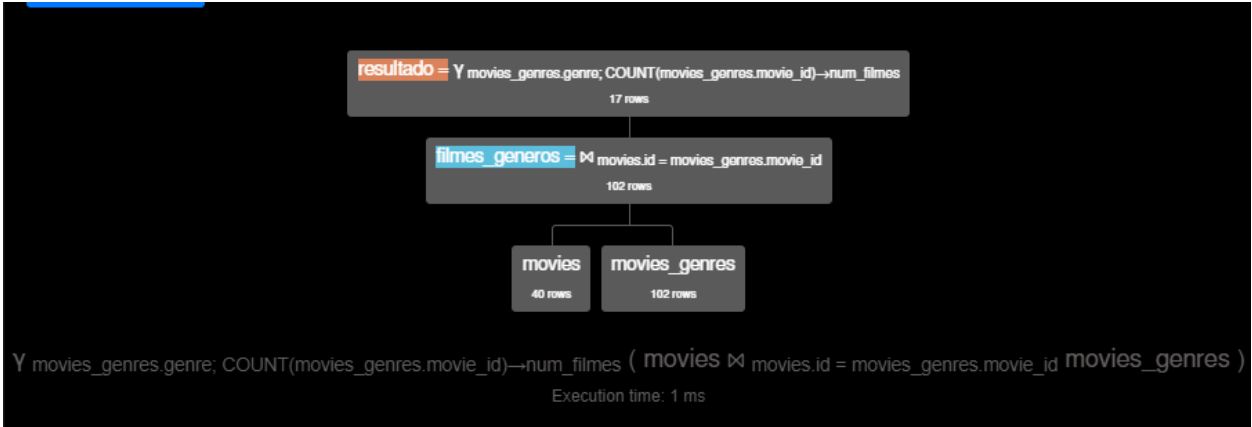 resultado = γ movies_genres.genre; COUNT(movies_genres.movie_id)→num_filmes
17 rows
filmes_generos = ⋈ movies.id = movies_genres.movie_id
102 rows
movies
40 rows
movies_genres
102 rows
γ movies_genres.genre; COUNT(movies_genres.movie_id)→num_filmes ( movies ⋈ movies.id = movies_genres.movie_id movies_genres )
Execution time: 1 ms